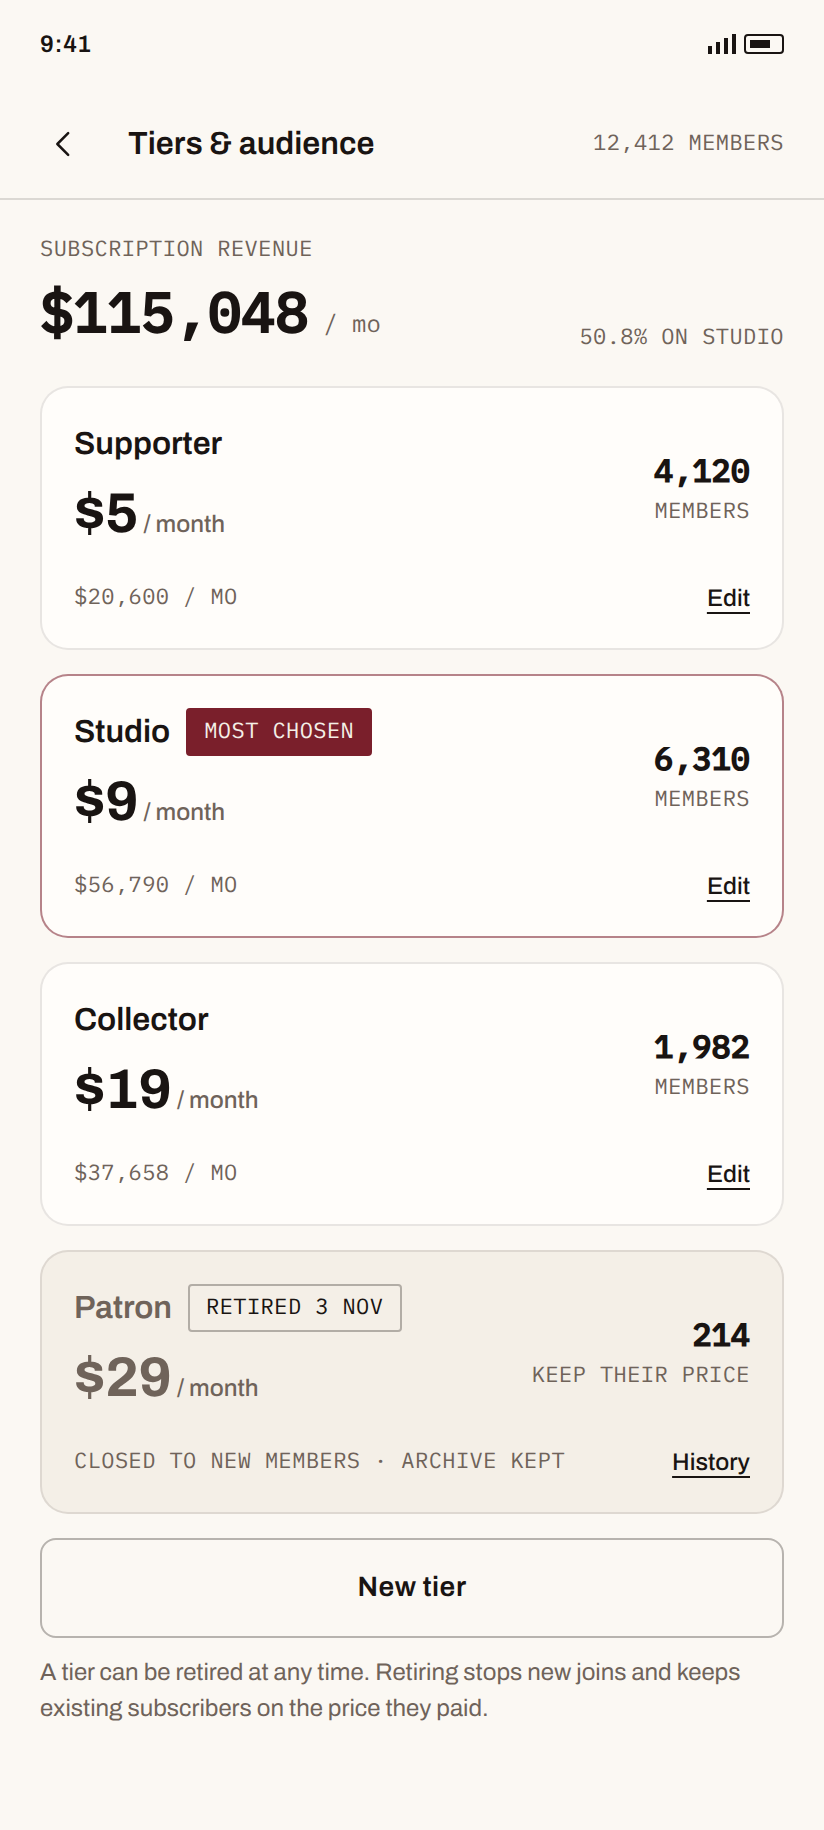 9:41
Tiers & audience
12,412 MEMBERS
SUBSCRIPTION REVENUE
$115,048 / mo
50.8% ON STUDIO
Supporter
$5 / month
4,120
MEMBERS
$20,600 / MO
Edit
Studio
MOST CHOSEN
$9 / month
6,310
MEMBERS
$56,790 / MO
Edit
Collector
$19 / month
1,982
MEMBERS
$37,658 / MO
Edit
Patron
RETIRED 3 NOV
$29 / month
214
KEEP THEIR PRICE
CLOSED TO NEW MEMBERS · ARCHIVE KEPT
History
New tier
A tier can be retired at any time. Retiring stops new joins and keeps
existing subscribers on the price they paid.